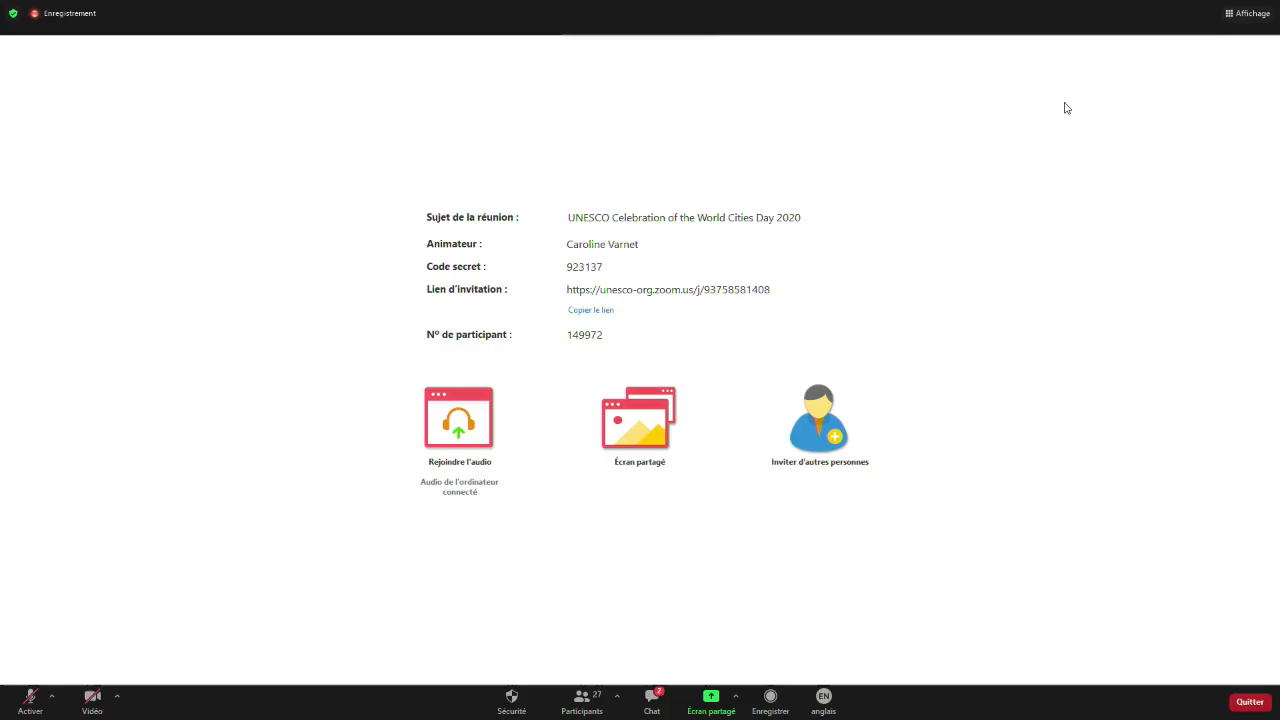 Enregistrement
Affichage
Sujet de la réunion : UNESCO Celebration of the World Cities Day 2020
Animateur : Caroline Varnet
Code secret : 923137
Lien d'invitation : https://unesco-org.zoom.us/j/93758581408
Copier le lien
Nº de participant : 149972
Rejoindre l'audio
Écran partagé
Inviter d'autres personnes
Audio de l'ordinateur
connecté
27
2
EN
Activer
Vidéo
Sécurité
Participants
Chat
Écran partagé
Enregistrer
anglais
Quitter